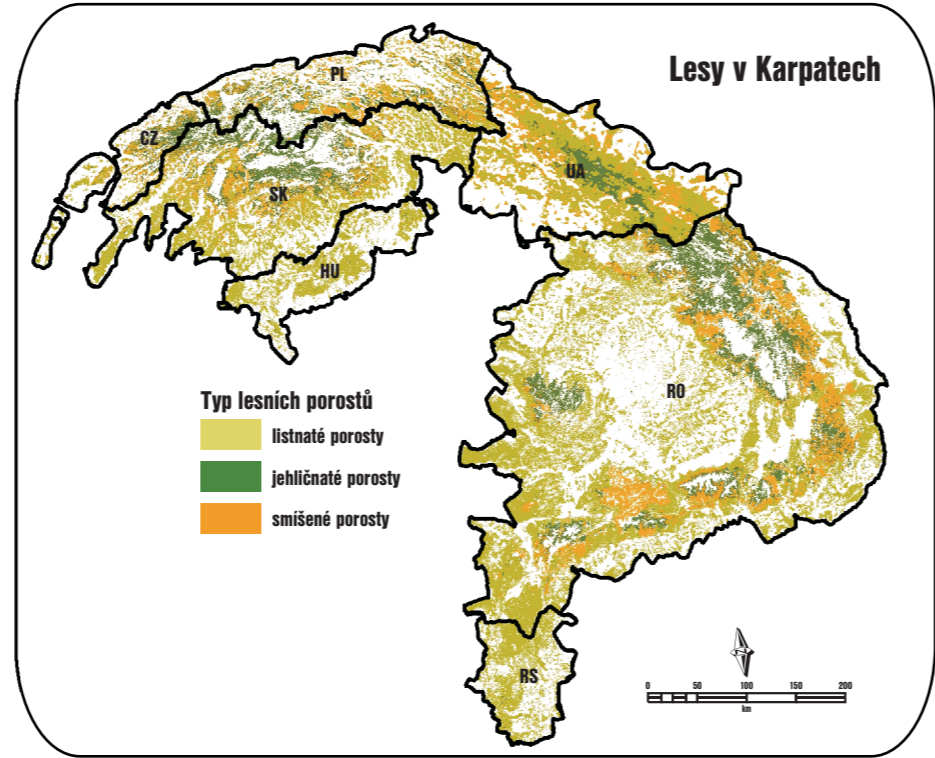 Lesy v Karpatech
PL
CZ
SK
UA
HU
RO
RS
Typ lesních porostů
listnaté porosty
jehličnaté porosty
smíšené porosty
0 50 100 150 200
km